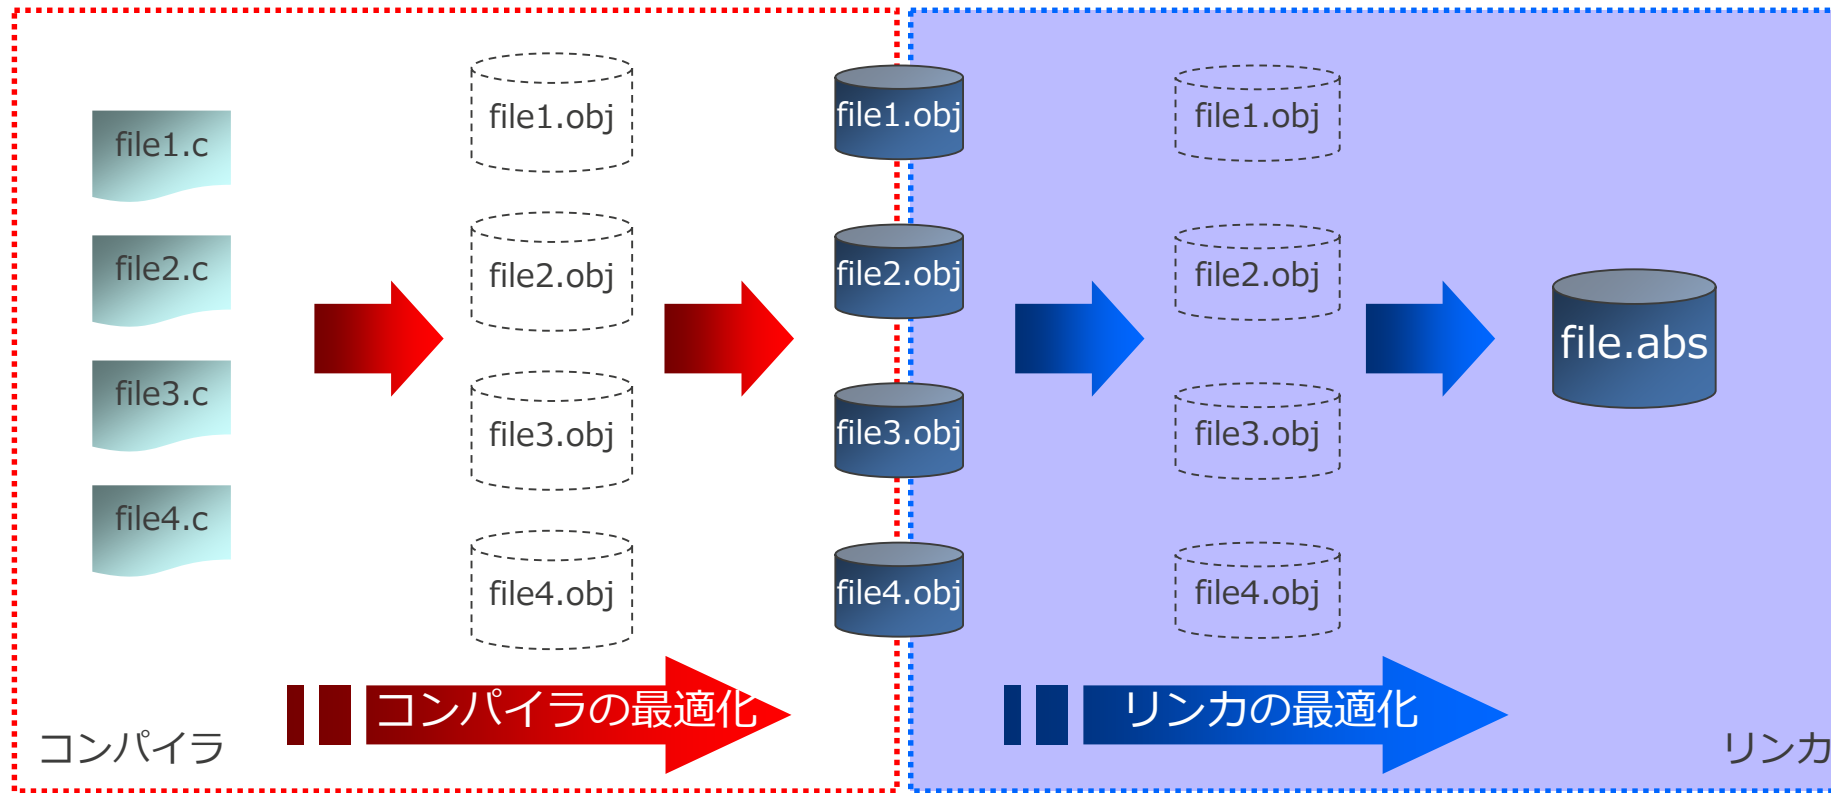 file1.c
file2.c
file3.c
file4.c
file1.obj
file2.obj
file3.obj
file4.obj
file1.obj
file2.obj
file3.obj
file4.obj
file1.obj
file2.obj
file3.obj
file4.obj
file.abs
コンパイラの最適化
リンカの最適化
コンパイラ
リンカ